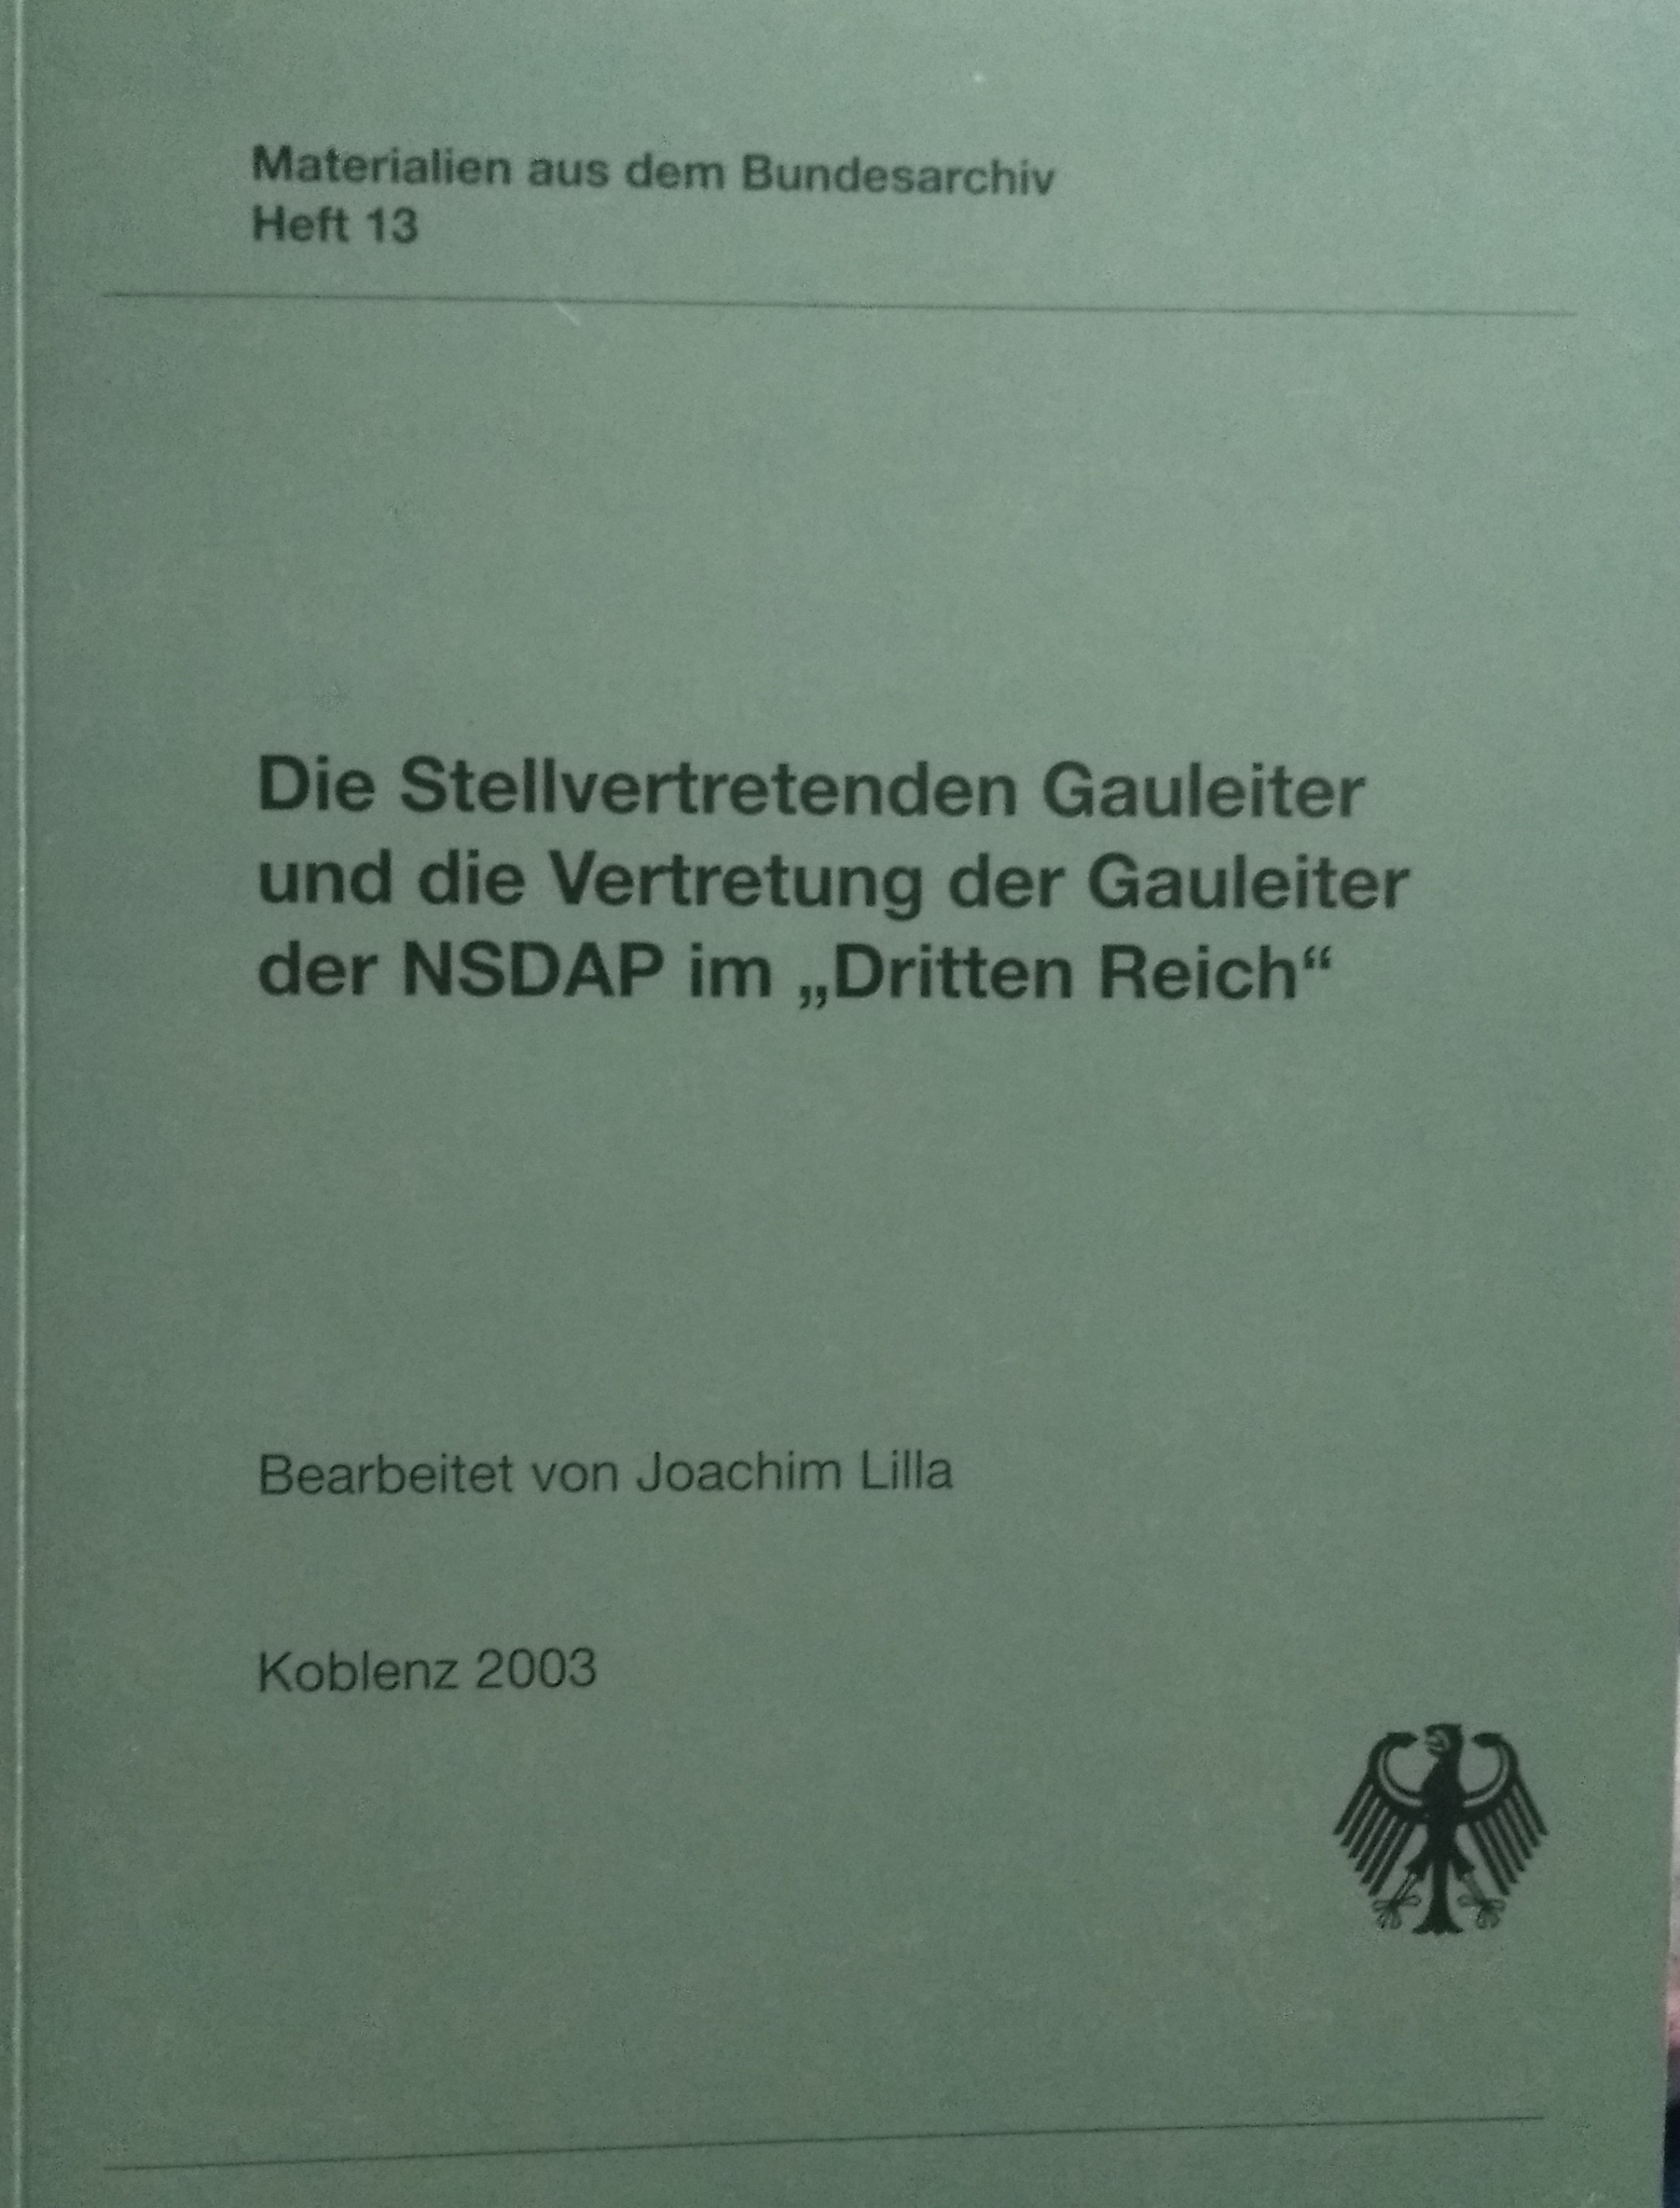 Materialien aus dem Bundesarchiv
Heft 13
Die Stellvertretenden Gauleiter
und die Vertretung der Gauleiter
der NSDAP im „Dritten Reich“
Bearbeitet von Joachim Lilla
Koblenz 2003